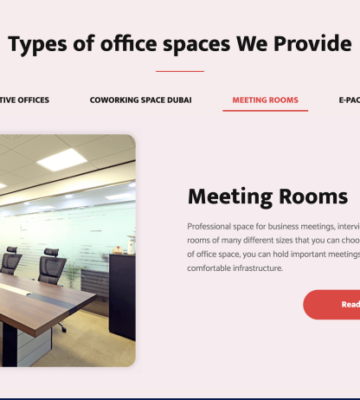 Types of office spaces We Provide
TIVE OFFICES COWORKING SPACE DUBAI MEETING ROOMS E-PAC
Meeting Rooms
Professional space for business meetings, intervi
rooms of many different sizes that you can choo
of office space, you can hold important meetings
comfortable infrastructure.
Read